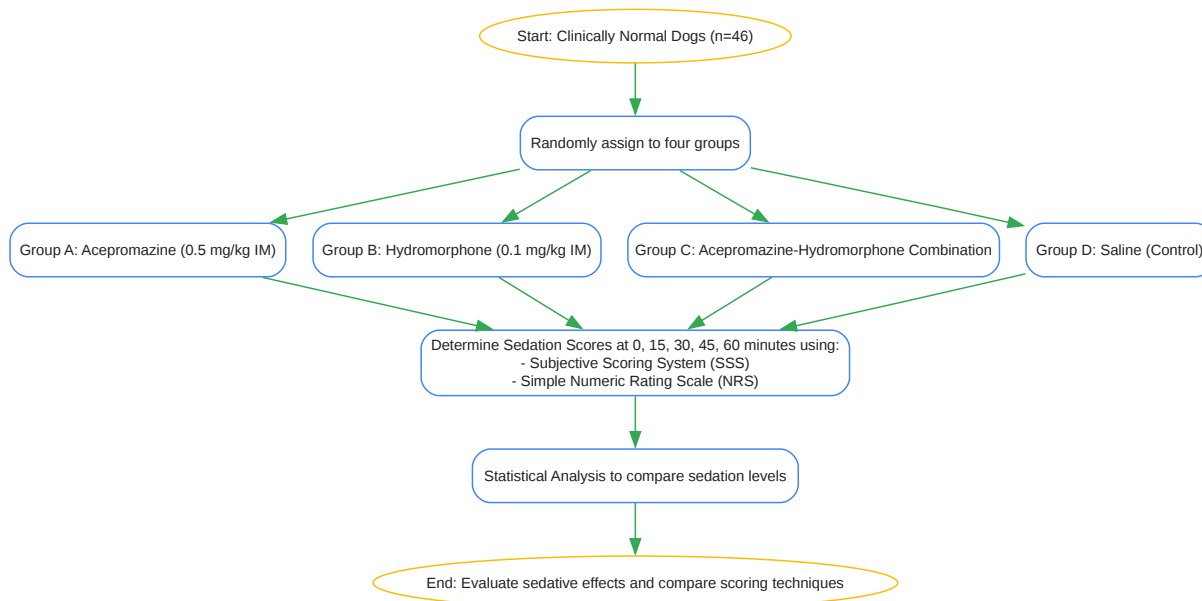 Start: Clinically Normal Dogs (n=46)
Randomly assign to four groups
Group A: Acepromazine (0.5 mg/kg IM)
Group B: Hydromorphone (0.1 mg/kg IM)
Group C: Acepromazine-Hydromorphone Combination
Group D: Saline (Control)
Determine Sedation Scores at 0, 15, 30, 45, 60 minutes using:
- Subjective Scoring System (SSS)
- Simple Numeric Rating Scale (NRS)
Statistical Analysis to compare sedation levels
End: Evaluate sedative effects and compare scoring techniques